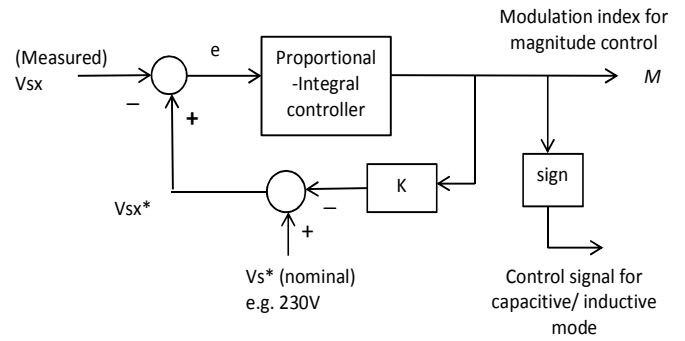 Modulation index for
magnitude control
(Measured)
Vsx
e
Proportional
-Integral
controller
M
–
+
sign
K
Vsx*
–
+
Vs* (nominal)
e.g. 230V
Control signal for
capacitive/ inductive
mode